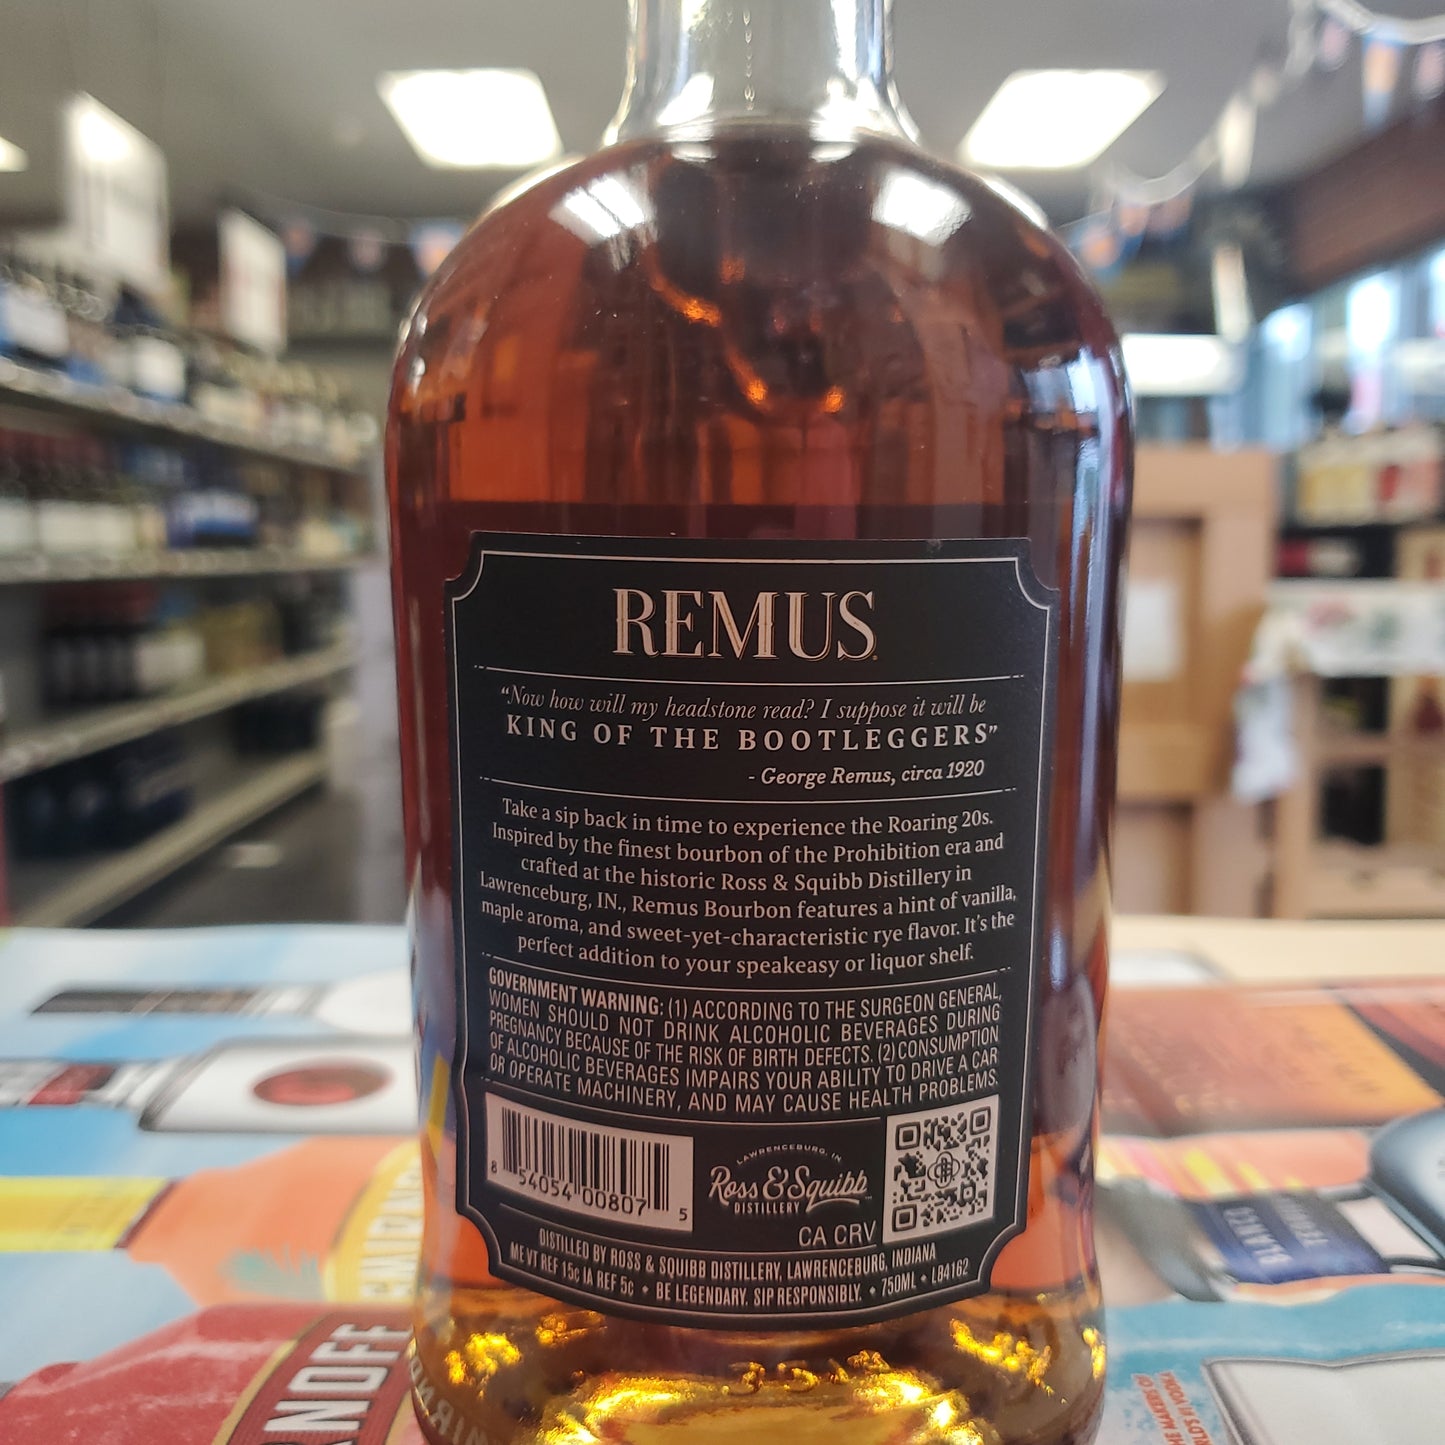 REMUS
“Now how will my headstone read? I suppose it will be
KING OF THE BOOTLEGGERS”
- George Remus, circa 1920
Take a sip back in time to experience the Roaring 20s.
Inspired by the finest bourbon of the Prohibition era and
crafted at the historic Ross & Squibb Distillery in
Lawrenceburg, IN., Remus Bourbon features a hint of vanilla,
maple aroma, and sweet-yet-characteristic rye flavor. It's the
perfect addition to your speakeasy or liquor shelf.
GOVERNMENT WARNING: (1) ACCORDING TO THE SURGEON GENERAL,
WOMEN SHOULD NOT DRINK ALCOHOLIC BEVERAGES DURING
PREGNANCY BECAUSE OF THE RISK OF BIRTH DEFECTS. (2) CONSUMPTION
OF ALCOHOLIC BEVERAGES IMPAIRS YOUR ABILITY TO DRIVE A CAR
OR OPERATE MACHINERY, AND MAY CAUSE HEALTH PROBLEMS.
8 54054 00807 5
LAWRENCEBURG, IN.
Ross & Squibb
DISTILLERY
CA CRV
DISTILLED BY ROSS & SQUIBB DISTILLERY, LAWRENCEBURG, INDIANA
ME VT REF 15¢ IA REF 5¢ • BE LEGENDARY. SIP RESPONSIBLY. • 750ML • LB4162
THE MAKERS OF